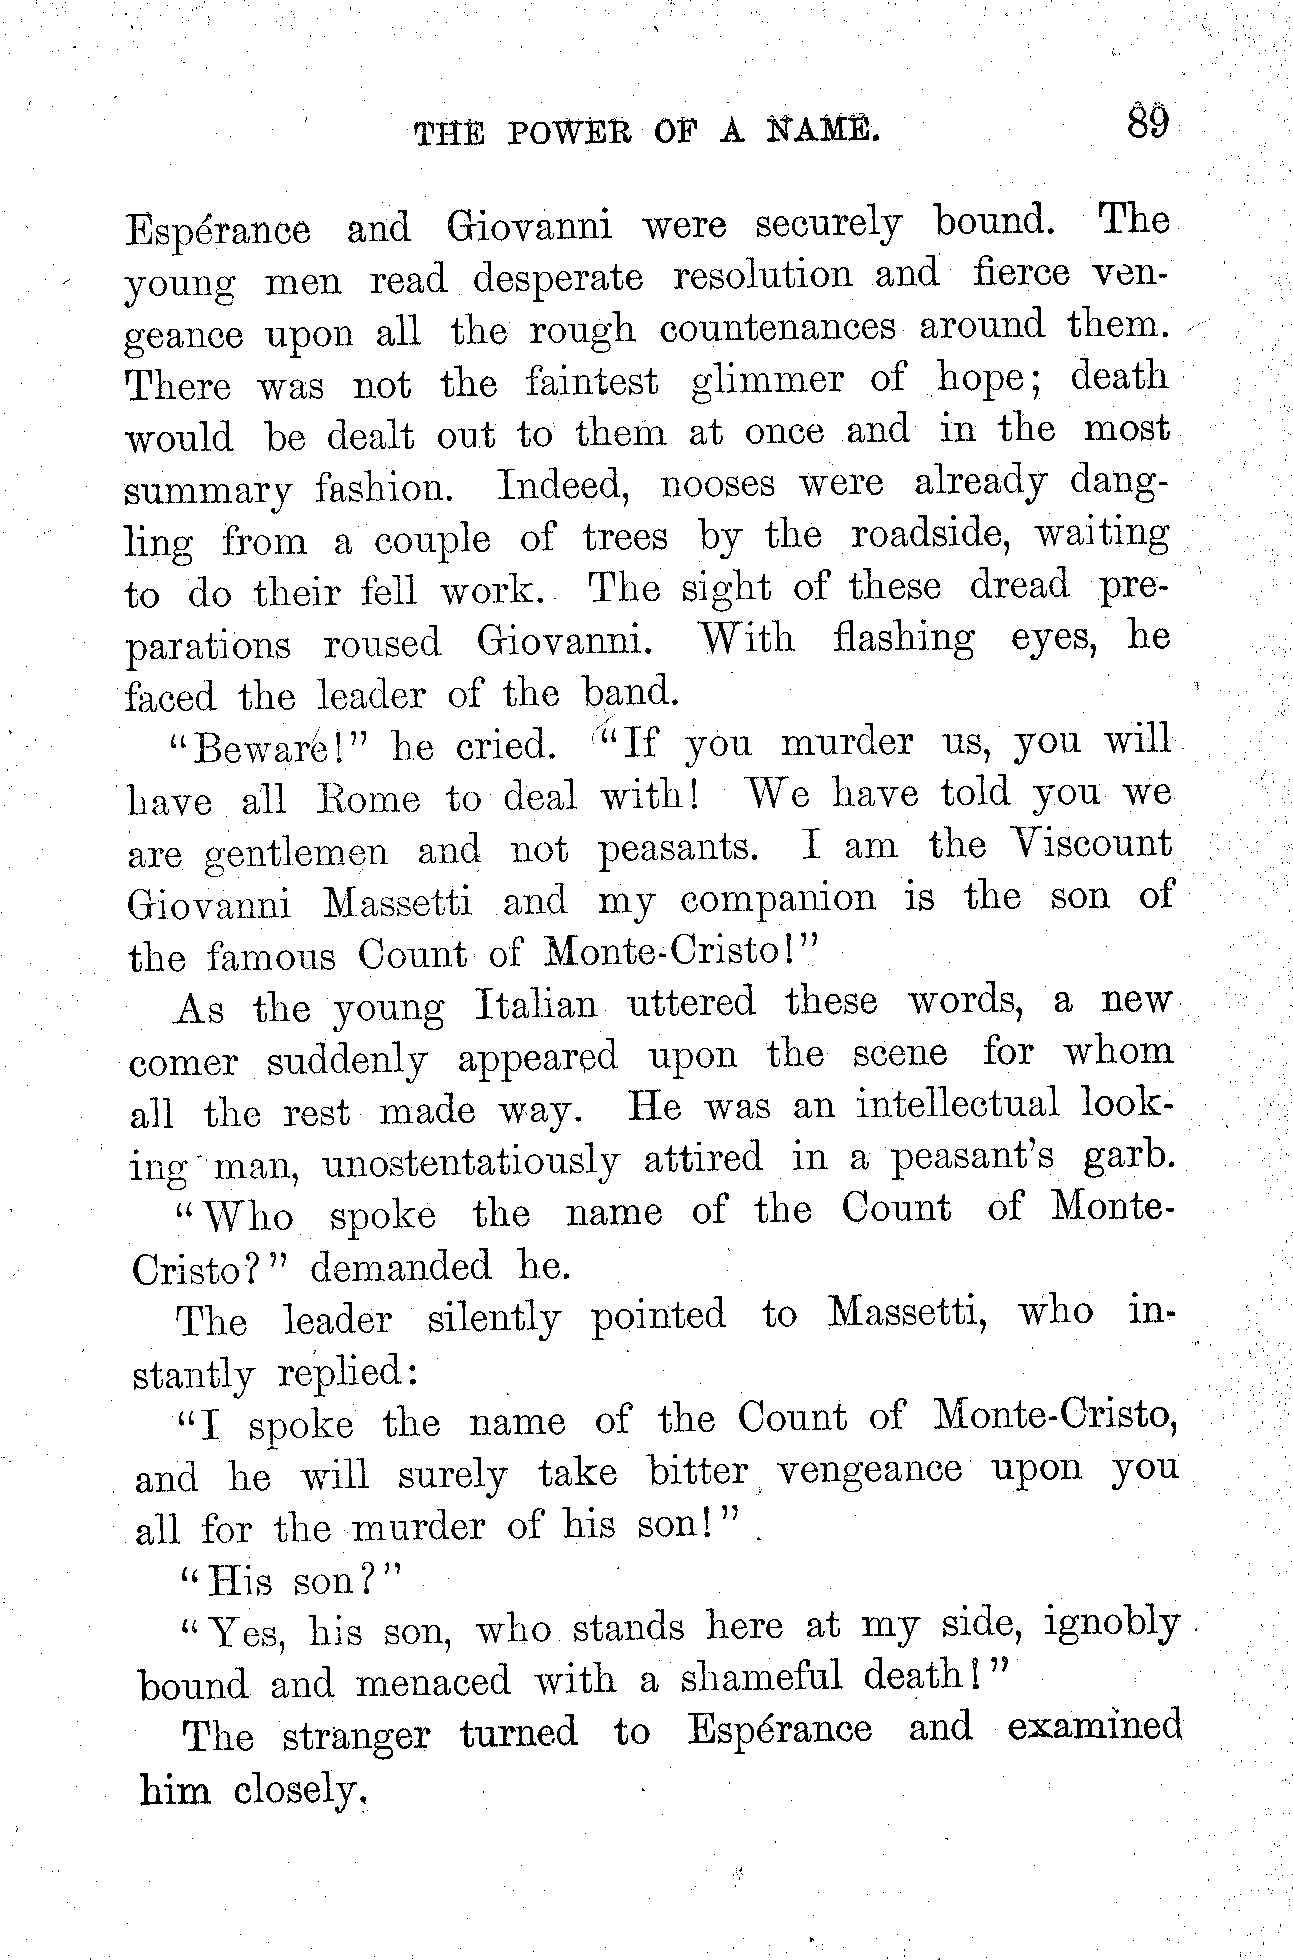 THE POWER OF A NAME. 89
Espérance and Giovanni were securely bound. The
young men read desperate resolution and fierce ven-
geance upon all the rough countenances around them.
There was not the faintest glimmer of hope; death
would be dealt out to them at once and in the most
summary fashion. Indeed, nooses were already dang-
ling from a couple of trees by the roadside, waiting
to do their fell work. The sight of these dread pre-
parations roused Giovanni. With flashing eyes, he
faced the leader of the band.
"Beware!" he cried. "If you murder us, you will
have all Rome to deal with! We have told you we
are gentlemen and not peasants. I am the Viscount
Giovanni Massetti and my companion is the son of
the famous Count of Monte-Cristo!"
As the young Italian uttered these words, a new
comer suddenly appeared upon the scene for whom
all the rest made way. He was an intellectual look-
ing man, unostentatiously attired in a peasant's garb.
"Who spoke the name of the Count of Monte-
Cristo?" demanded he.
The leader silently pointed to Massetti, who in-
stantly replied:
"I spoke the name of the Count of Monte-Cristo,
and he will surely take bitter vengeance upon you
all for the murder of his son!"
"His son?"
"Yes, his son, who stands here at my side, ignobly
bound and menaced with a shameful death!"
The stranger turned to Espérance and examined
him closely.